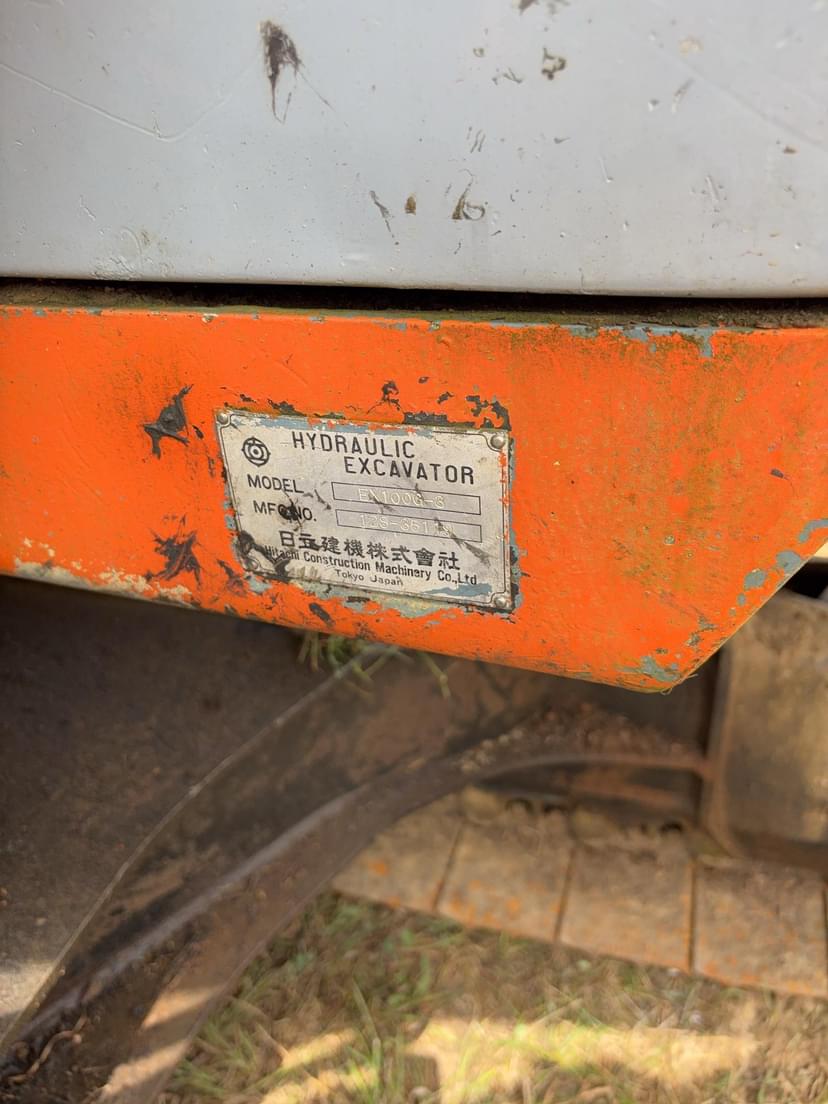 HYDRAULIC
EXCAVATOR
MODEL
MFG NO.
日立建機株式會社
Hitachi Construction Machinery Co.,Ltd
Tokyo Japan